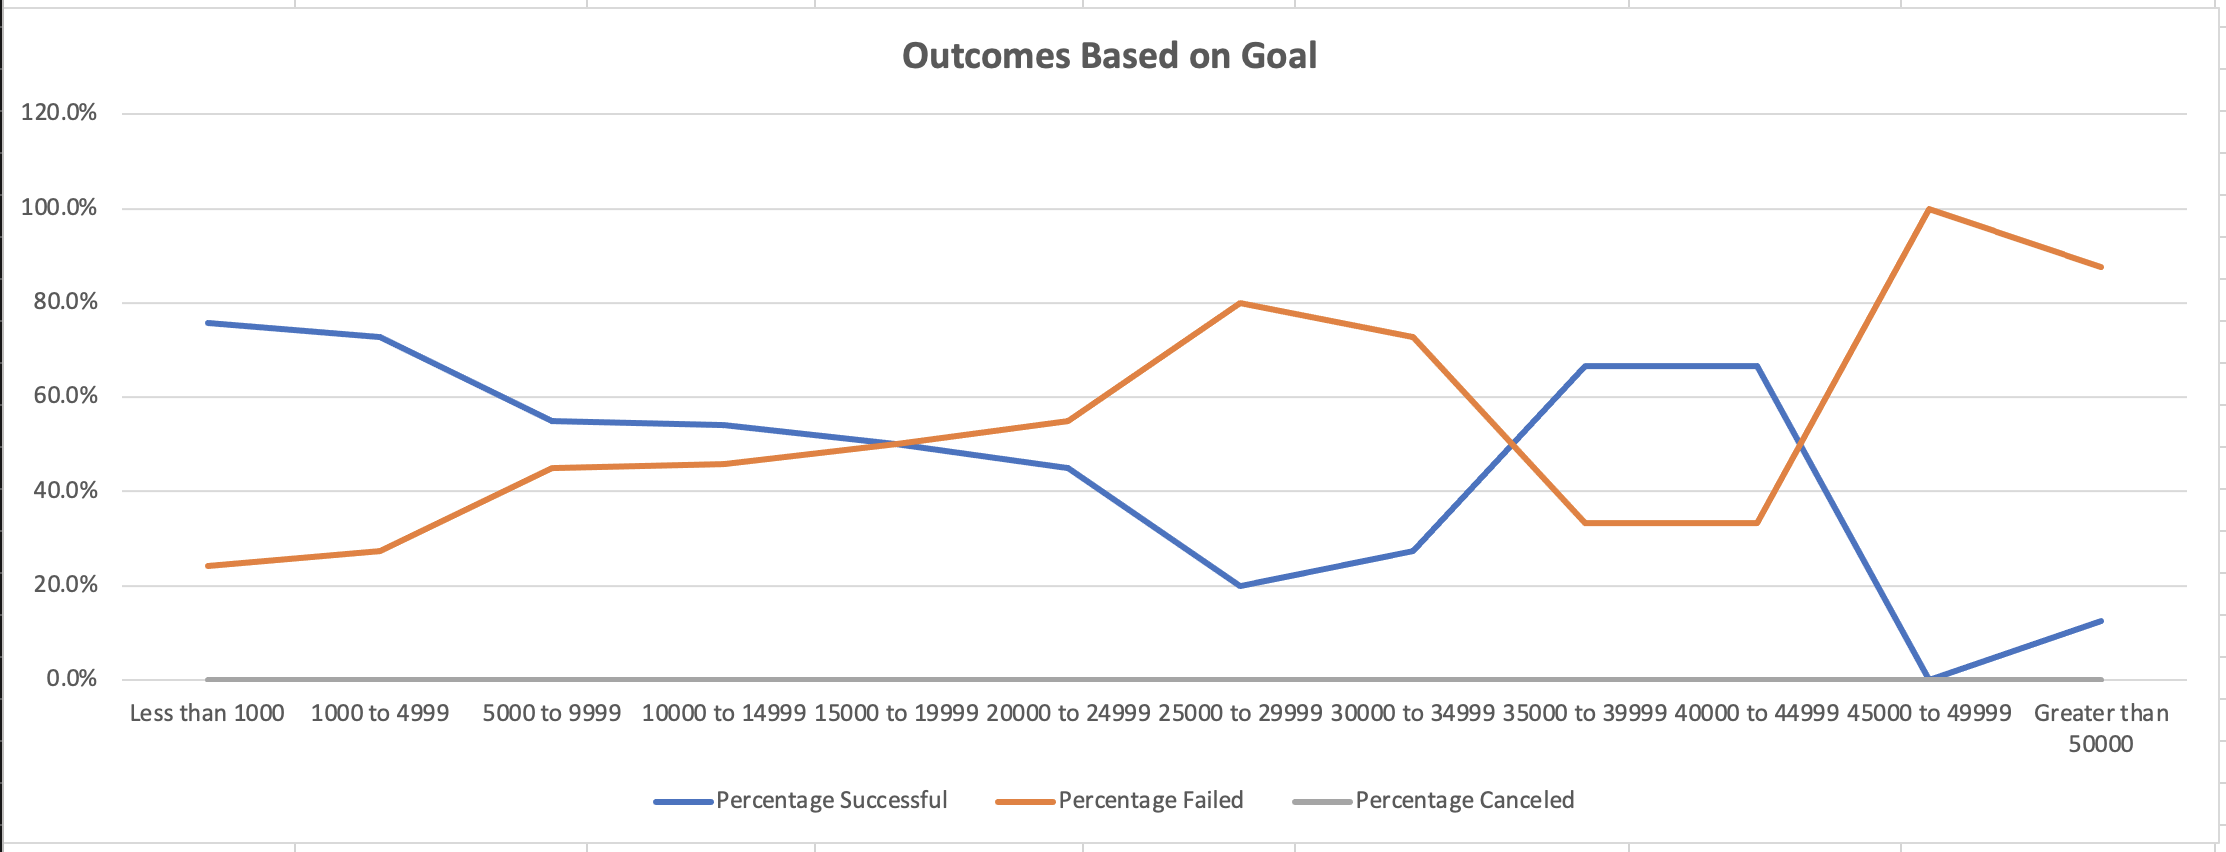 Outcomes Based on Goal
120.0%
100.0%
80.0%
60.0%
40.0%
20.0%
0.0%
Less than 1000 1000 to 4999 5000 to 9999 10000 to 14999 15000 to 19999 20000 to 24999 25000 to 29999 30000 to 34999 35000 to 39999 40000 to 44999 45000 to 49999 Greater than
50000
Percentage Successful Percentage Failed Percentage Canceled